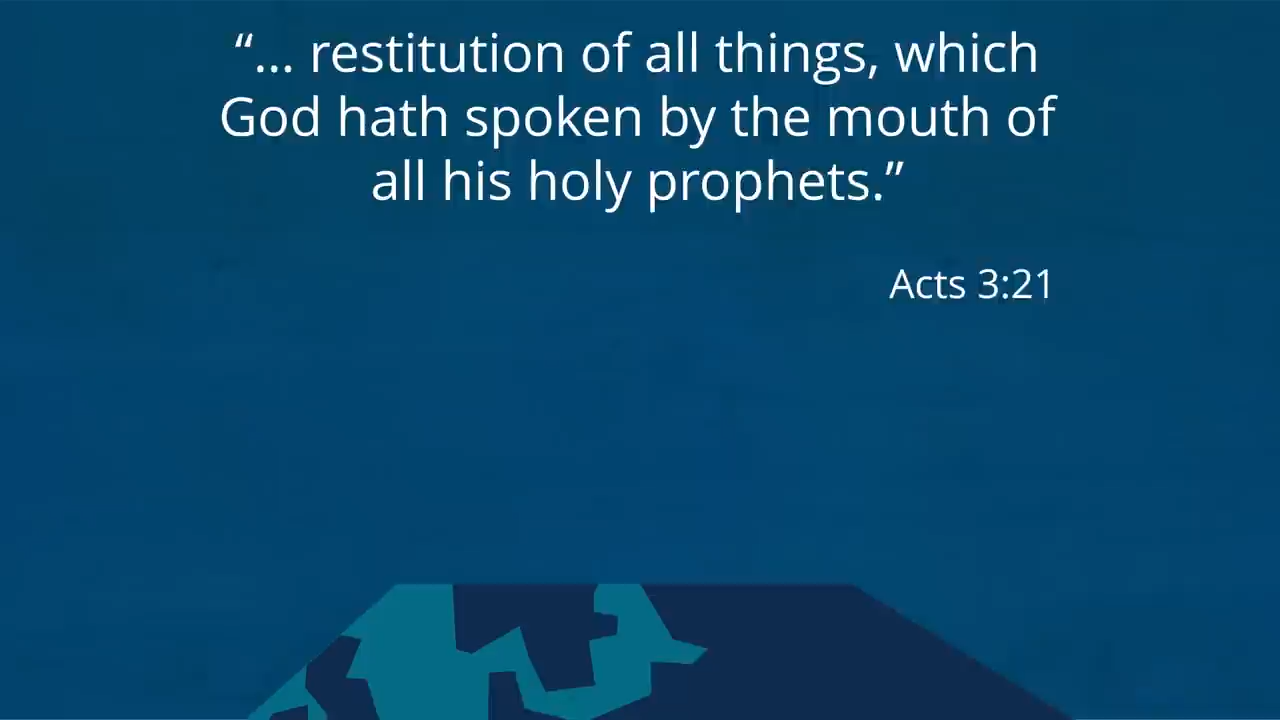 “... restitution of all things, which
God hath spoken by the mouth of
all his holy prophets.”
Acts 3:21